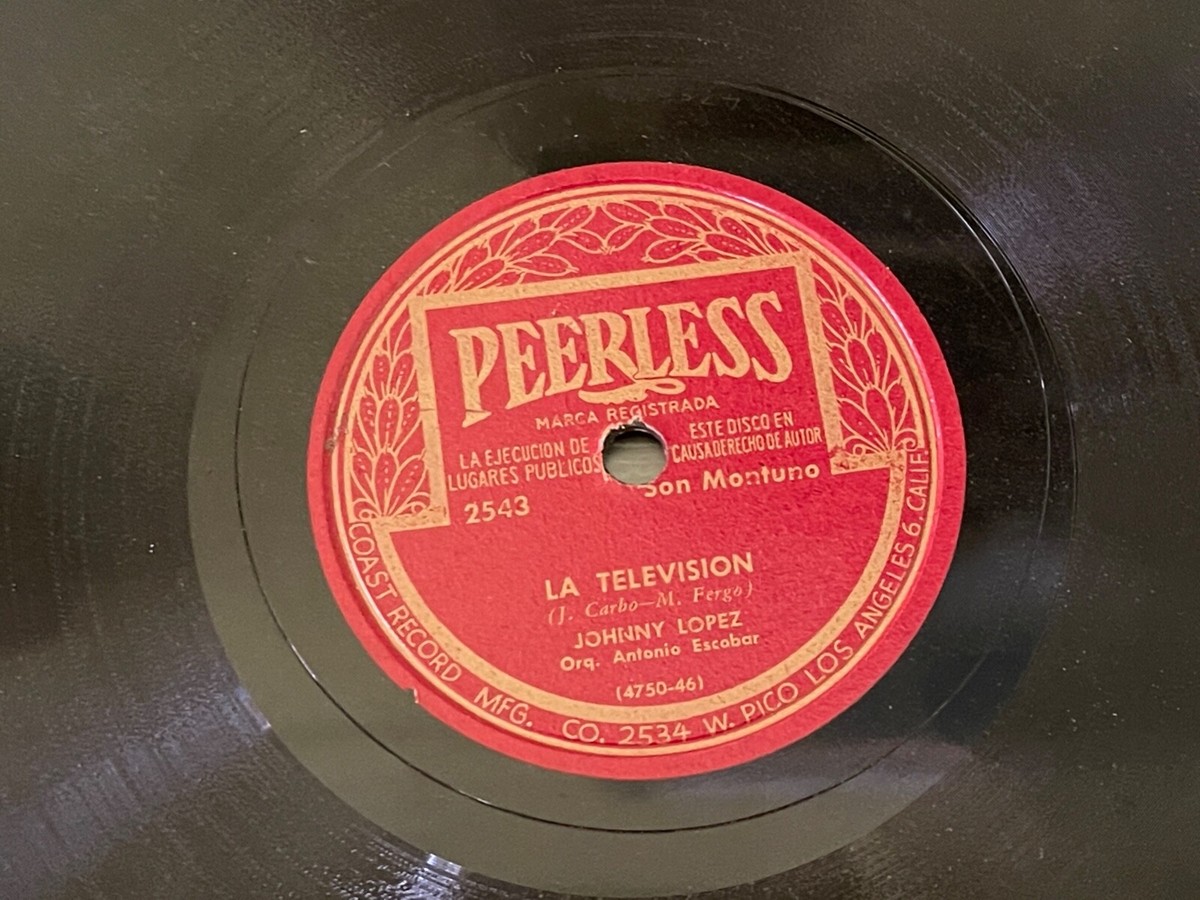 PEERLESS
MARCA REGISTRADA
LA EJECUCION DE
LUGARES PUBLICOS
ESTE DISCO EN
CAUSA DERECHO DE AUTOR
2543
Son Montuno
LA TELEVISION
(J. Carbo—M. Fergo)
JOHNNY LOPEZ
Orq. Antonio Escobar
(4750-46)
COAST RECORD MFG. CO. 2534 W. PICO LOS ANGELES 6, CALIF.